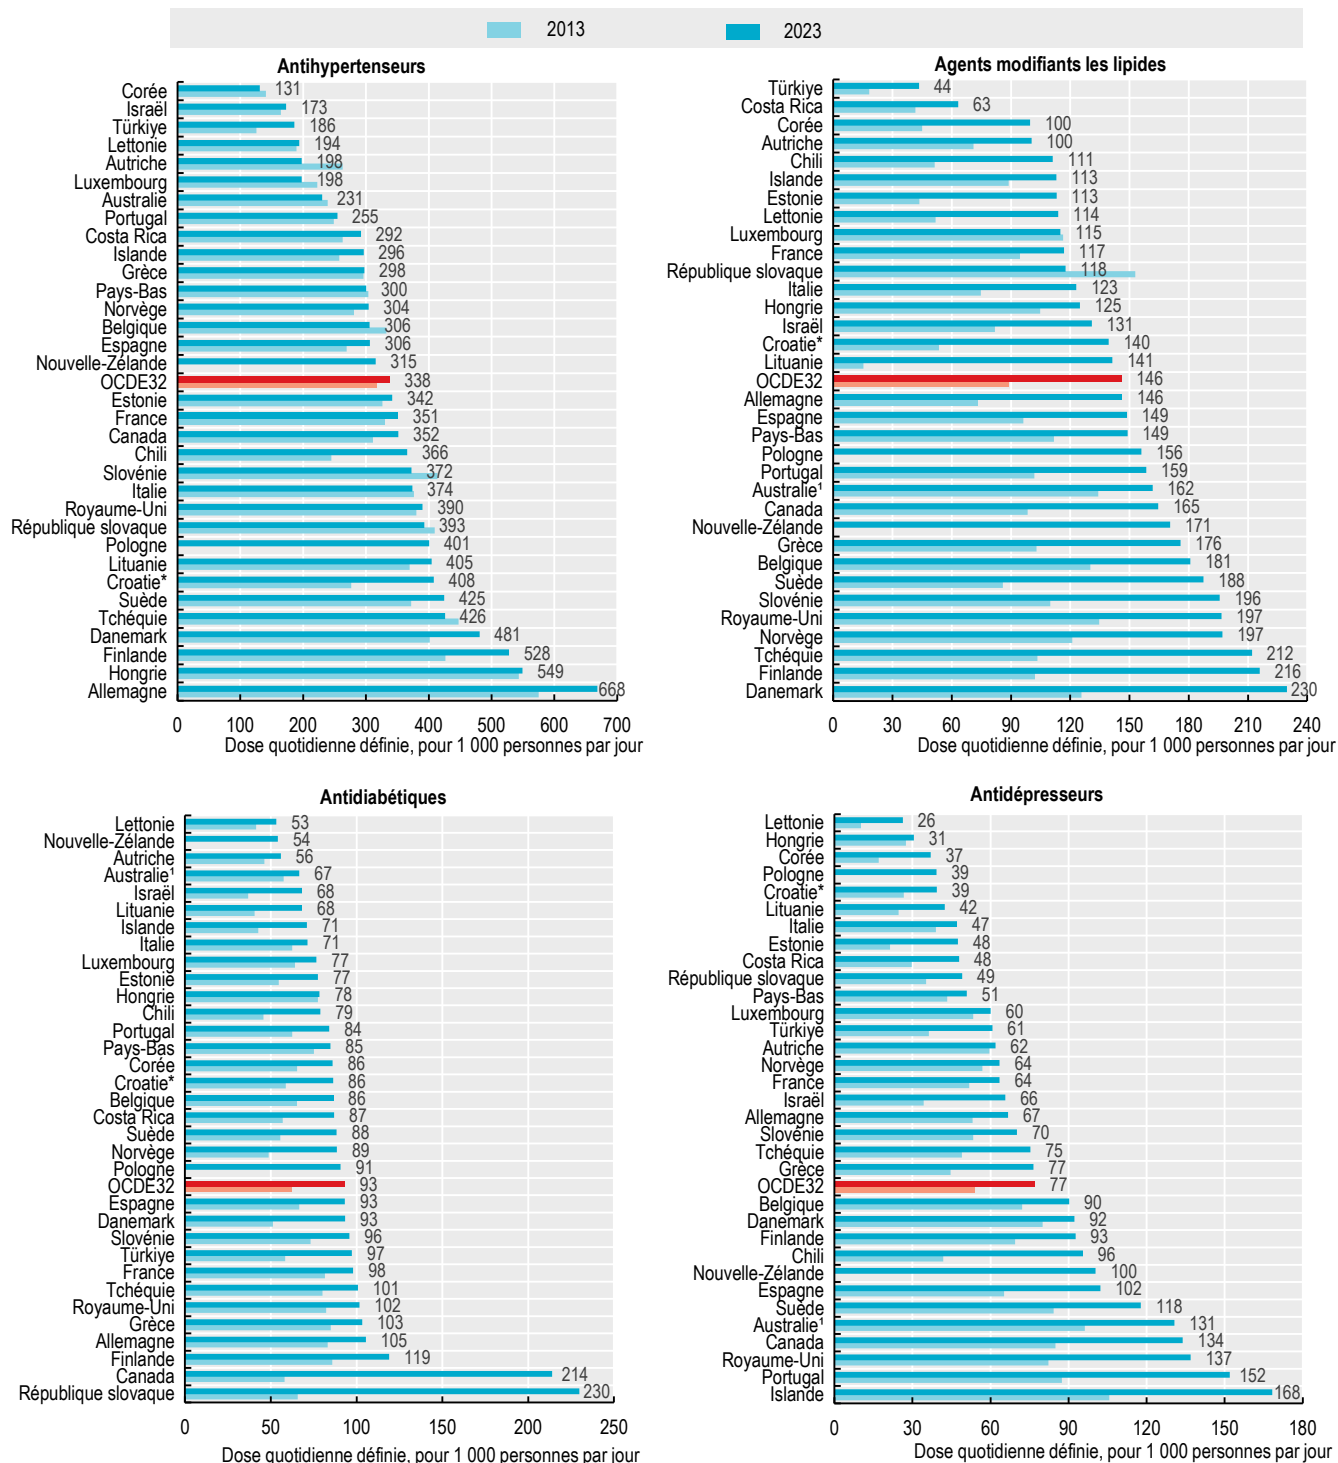 2013 2023
Antihypertenseurs
Corée 131
Israël 173
Türkiye 186
Lettonie 194
Autriche 198
Luxembourg 198
Australie 231
Portugal 255
Costa Rica 292
Islande 296
Grèce 298
Pays-Bas 300
Norvège 304
Belgique 306
Espagne 306
Nouvelle-Zélande 315
OCDE32 338
Estonie 342
France 351
Canada 352
Chili 366
Slovénie 372
Italie 374
Royaume-Uni 390
République slovaque 393
Pologne 401
Lituanie 405
Croatie* 408
Suède 425
Tchéquie 426
Danemark 481
Finlande 528
Hongrie 549
Allemagne 668
0 100 200 300 400 500 600 700
Dose quotidienne définie, pour 1 000 personnes par jour
Agents modifiants les lipides
Türkiye 44
Costa Rica 63
Corée 100
Autriche 100
Chili 111
Islande 113
Estonie 113
Lettonie 114
Luxembourg 115
France 117
République slovaque 118
Italie 123
Hongrie 125
Israël 131
Croatie* 140
Lituanie 141
OCDE32 146
Allemagne 146
Espagne 149
Pays-Bas 149
Pologne 156
Portugal 159
Australie¹ 162
Canada 165
Nouvelle-Zélande 171
Grèce 176
Belgique 181
Suède 188
Slovénie 196
Royaume-Uni 197
Norvège 197
Tchéquie 212
Finlande 216
Danemark 230
0 30 60 90 120 150 180 210 240
Dose quotidienne définie, pour 1 000 personnes par jour
Antidiabétiques
Lettonie 53
Nouvelle-Zélande 54
Autriche 56
Australie¹ 67
Israël 68
Lituanie 68
Islande 71
Italie 71
Luxembourg 77
Estonie 77
Hongrie 78
Chili 79
Portugal 84
Pays-Bas 85
Corée 86
Croatie* 86
Belgique 86
Costa Rica 87
Suède 88
Norvège 89
Pologne 91
OCDE32 93
Espagne 93
Danemark 93
Slovénie 96
Türkiye 97
France 98
Tchéquie 101
Royaume-Uni 102
Grèce 103
Allemagne 105
Finlande 119
Canada 214
République slovaque 230
0 50 100 150 200 250
Dose quotidienne définie, pour 1 000 personnes par jour
Antidépresseurs
Lettonie 26
Hongrie 31
Corée 37
Pologne 39
Croatie* 39
Lituanie 42
Italie 47
Estonie 48
Costa Rica 48
République slovaque 49
Pays-Bas 51
Luxembourg 60
Türkiye 61
Autriche 62
Norvège 64
France 64
Israël 66
Allemagne 67
Slovénie 70
Tchéquie 75
Grèce 77
OCDE32 77
Belgique 90
Danemark 92
Finlande 93
Chili 96
Nouvelle-Zélande 100
Espagne 102
Suède 118
Australie¹ 131
Canada 134
Royaume-Uni 137
Portugal 152
Islande 168
0 30 60 90 120 150 180
Dose quotidienne définie, pour 1 000 personnes par jour